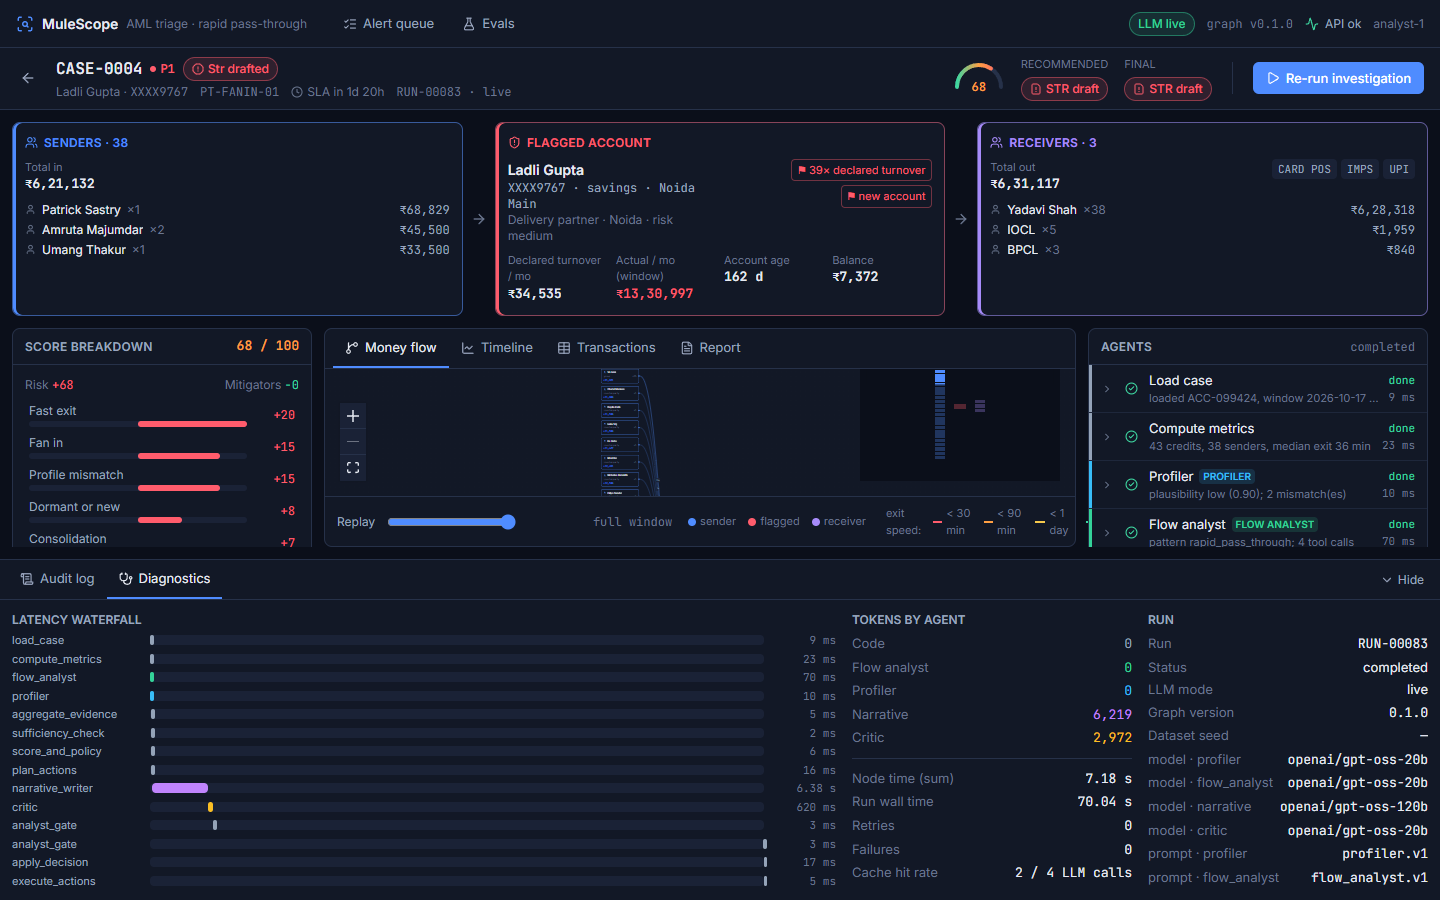 MuleScope AML triage · rapid pass-through Alert queue Evals LLM live graph v0.1.0 API ok analyst-1
CASE-0004 P1 Str drafted
Ladli Gupta · XXXX9767 PT-FANIN-01 SLA in 1d 20h RUN-00083 · live
68
RECOMMENDED
STR draft
FINAL
STR draft
Re-run investigation
SENDERS · 38
Total in
₹6,21,132
Patrick Sastry ×1 ₹68,829
Amruta Majumdar ×2 ₹45,500
Umang Thakur ×1 ₹33,500
FLAGGED ACCOUNT
Ladli Gupta
XXXX9767 · savings · Noida
Main
Delivery partner · Noida · risk
medium
39× declared turnover
new account
Declared turnover
/ mo
₹34,535
Actual / mo
(window)
₹13,30,997
Account age
162 d
Balance
₹7,372
RECEIVERS · 3
Total out
₹6,31,117
CARD POS IMPS UPI
Yadavi Shah ×38 ₹6,28,318
IOCL ×5 ₹1,959
BPCL ×3 ₹840
SCORE BREAKDOWN 68 / 100
Risk +68 Mitigators -0
Fast exit +20
Fan in +15
Profile mismatch +15
Dormant or new +8
Consolidation +7
Money flow Timeline Transactions Report
Replay full window sender flagged receiver
exit
speed:
< 30
min
< 90
min
< 1
day
AGENTS completed
Load case done
loaded ACC-099424, window 2026-10-17 ... 9 ms
Compute metrics done
43 credits, 38 senders, median exit 36 min 23 ms
Profiler PROFILER done
plausibility low (0.90); 2 mismatch(es) 10 ms
Flow analyst FLOW ANALYST done
pattern rapid_pass_through; 4 tool calls 70 ms
Audit log Diagnostics Hide
LATENCY WATERFALL
load_case 9 ms
compute_metrics 23 ms
flow_analyst 70 ms
profiler 10 ms
aggregate_evidence 5 ms
sufficiency_check 2 ms
score_and_policy 6 ms
plan_actions 16 ms
narrative_writer 6.38 s
critic 620 ms
analyst_gate 3 ms
analyst_gate 3 ms
apply_decision 17 ms
execute_actions 5 ms
TOKENS BY AGENT
Code 0
Flow analyst 0
Profiler 0
Narrative 6,219
Critic 2,972
Node time (sum) 7.18 s
Run wall time 70.04 s
Retries 0
Failures 0
Cache hit rate 2 / 4 LLM calls
RUN
Run RUN-00083
Status completed
LLM mode live
Graph version 0.1.0
Dataset seed —
model · profiler openai/gpt-oss-20b
model · flow_analyst openai/gpt-oss-20b
model · narrative openai/gpt-oss-120b
model · critic openai/gpt-oss-20b
prompt · profiler profiler.v1
prompt · flow_analyst flow_analyst.v1